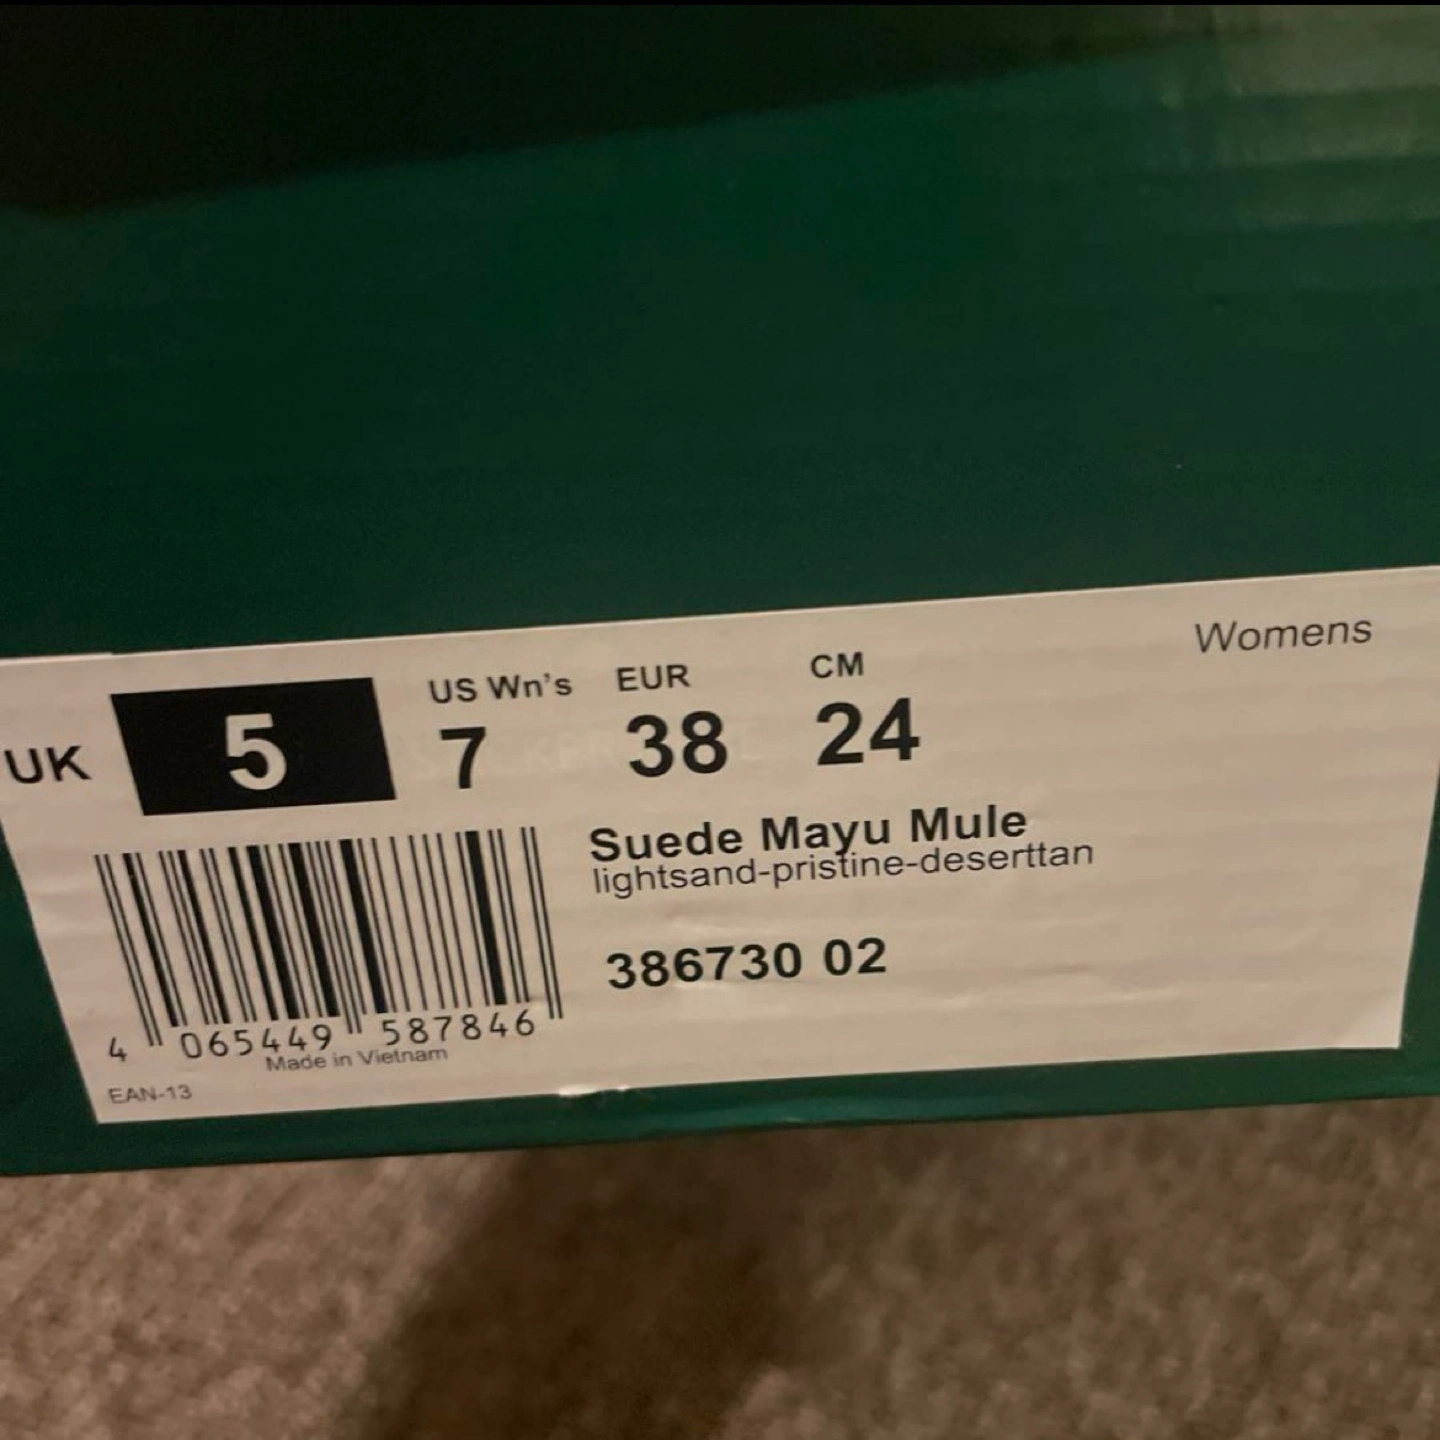 Womens
UK 5
US Wn's 7
EUR 38
CM 24
Suede Mayu Mule
lightsand-pristine-deserttan
386730 02
4 065449 587846
Made in Vietnam
EAN-13